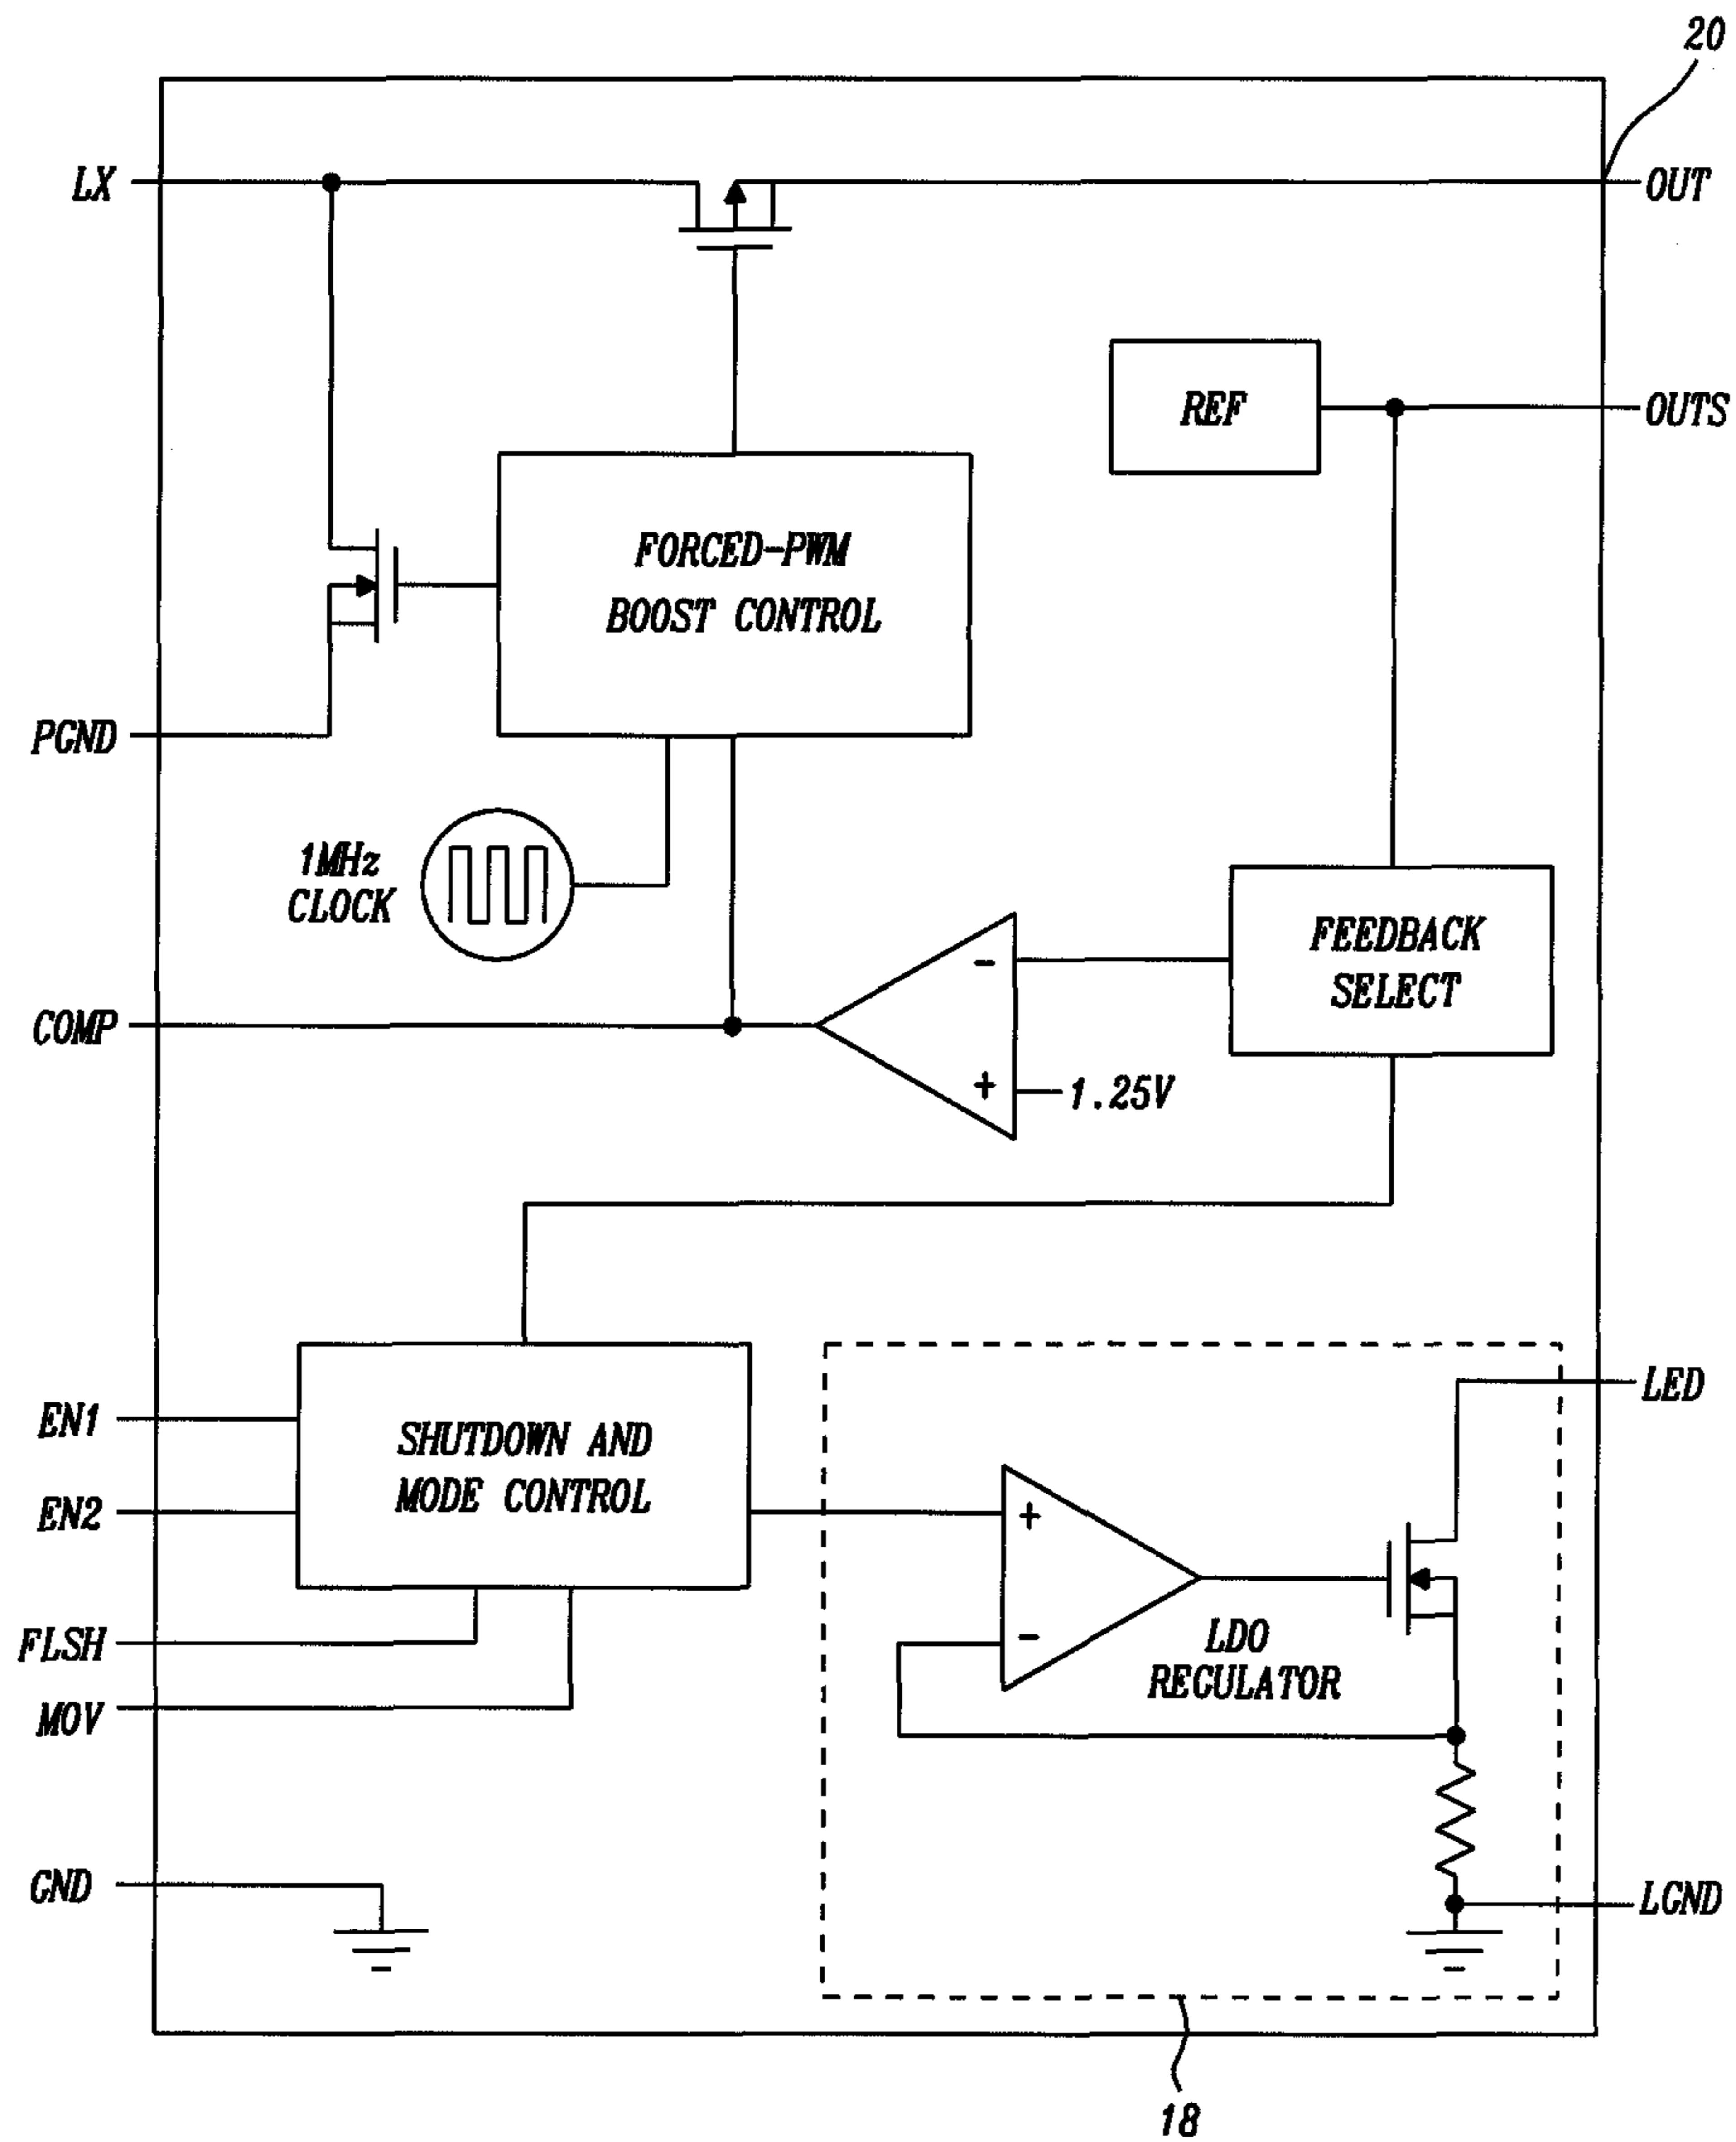 20
LX
OUT
REF
OUTS
FORCED-PWM
BOOST CONTROL
PGND
1MHz
CLOCK
FEEDBACK
SELECT
-
COMP
+
1.25V
LED
EN1
SHUTDOWN AND
MODE CONTROL
EN2
+
FLSH
-
LDO
REGULATOR
MOV
GND
LGND
18